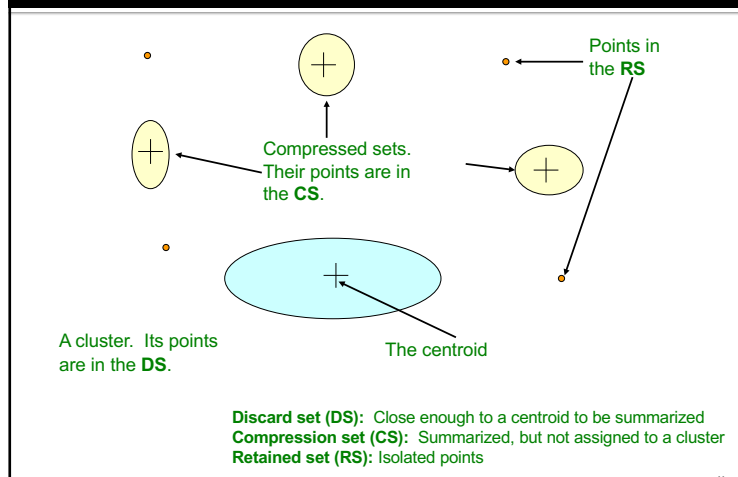 Points in
the RS
Compressed sets.
Their points are in
the CS.
A cluster.  Its points
are in the DS.
The centroid
Discard set (DS):  Close enough to a centroid to be summarized
Compression set (CS):  Summarized, but not assigned to a cluster
Retained set (RS): Isolated points